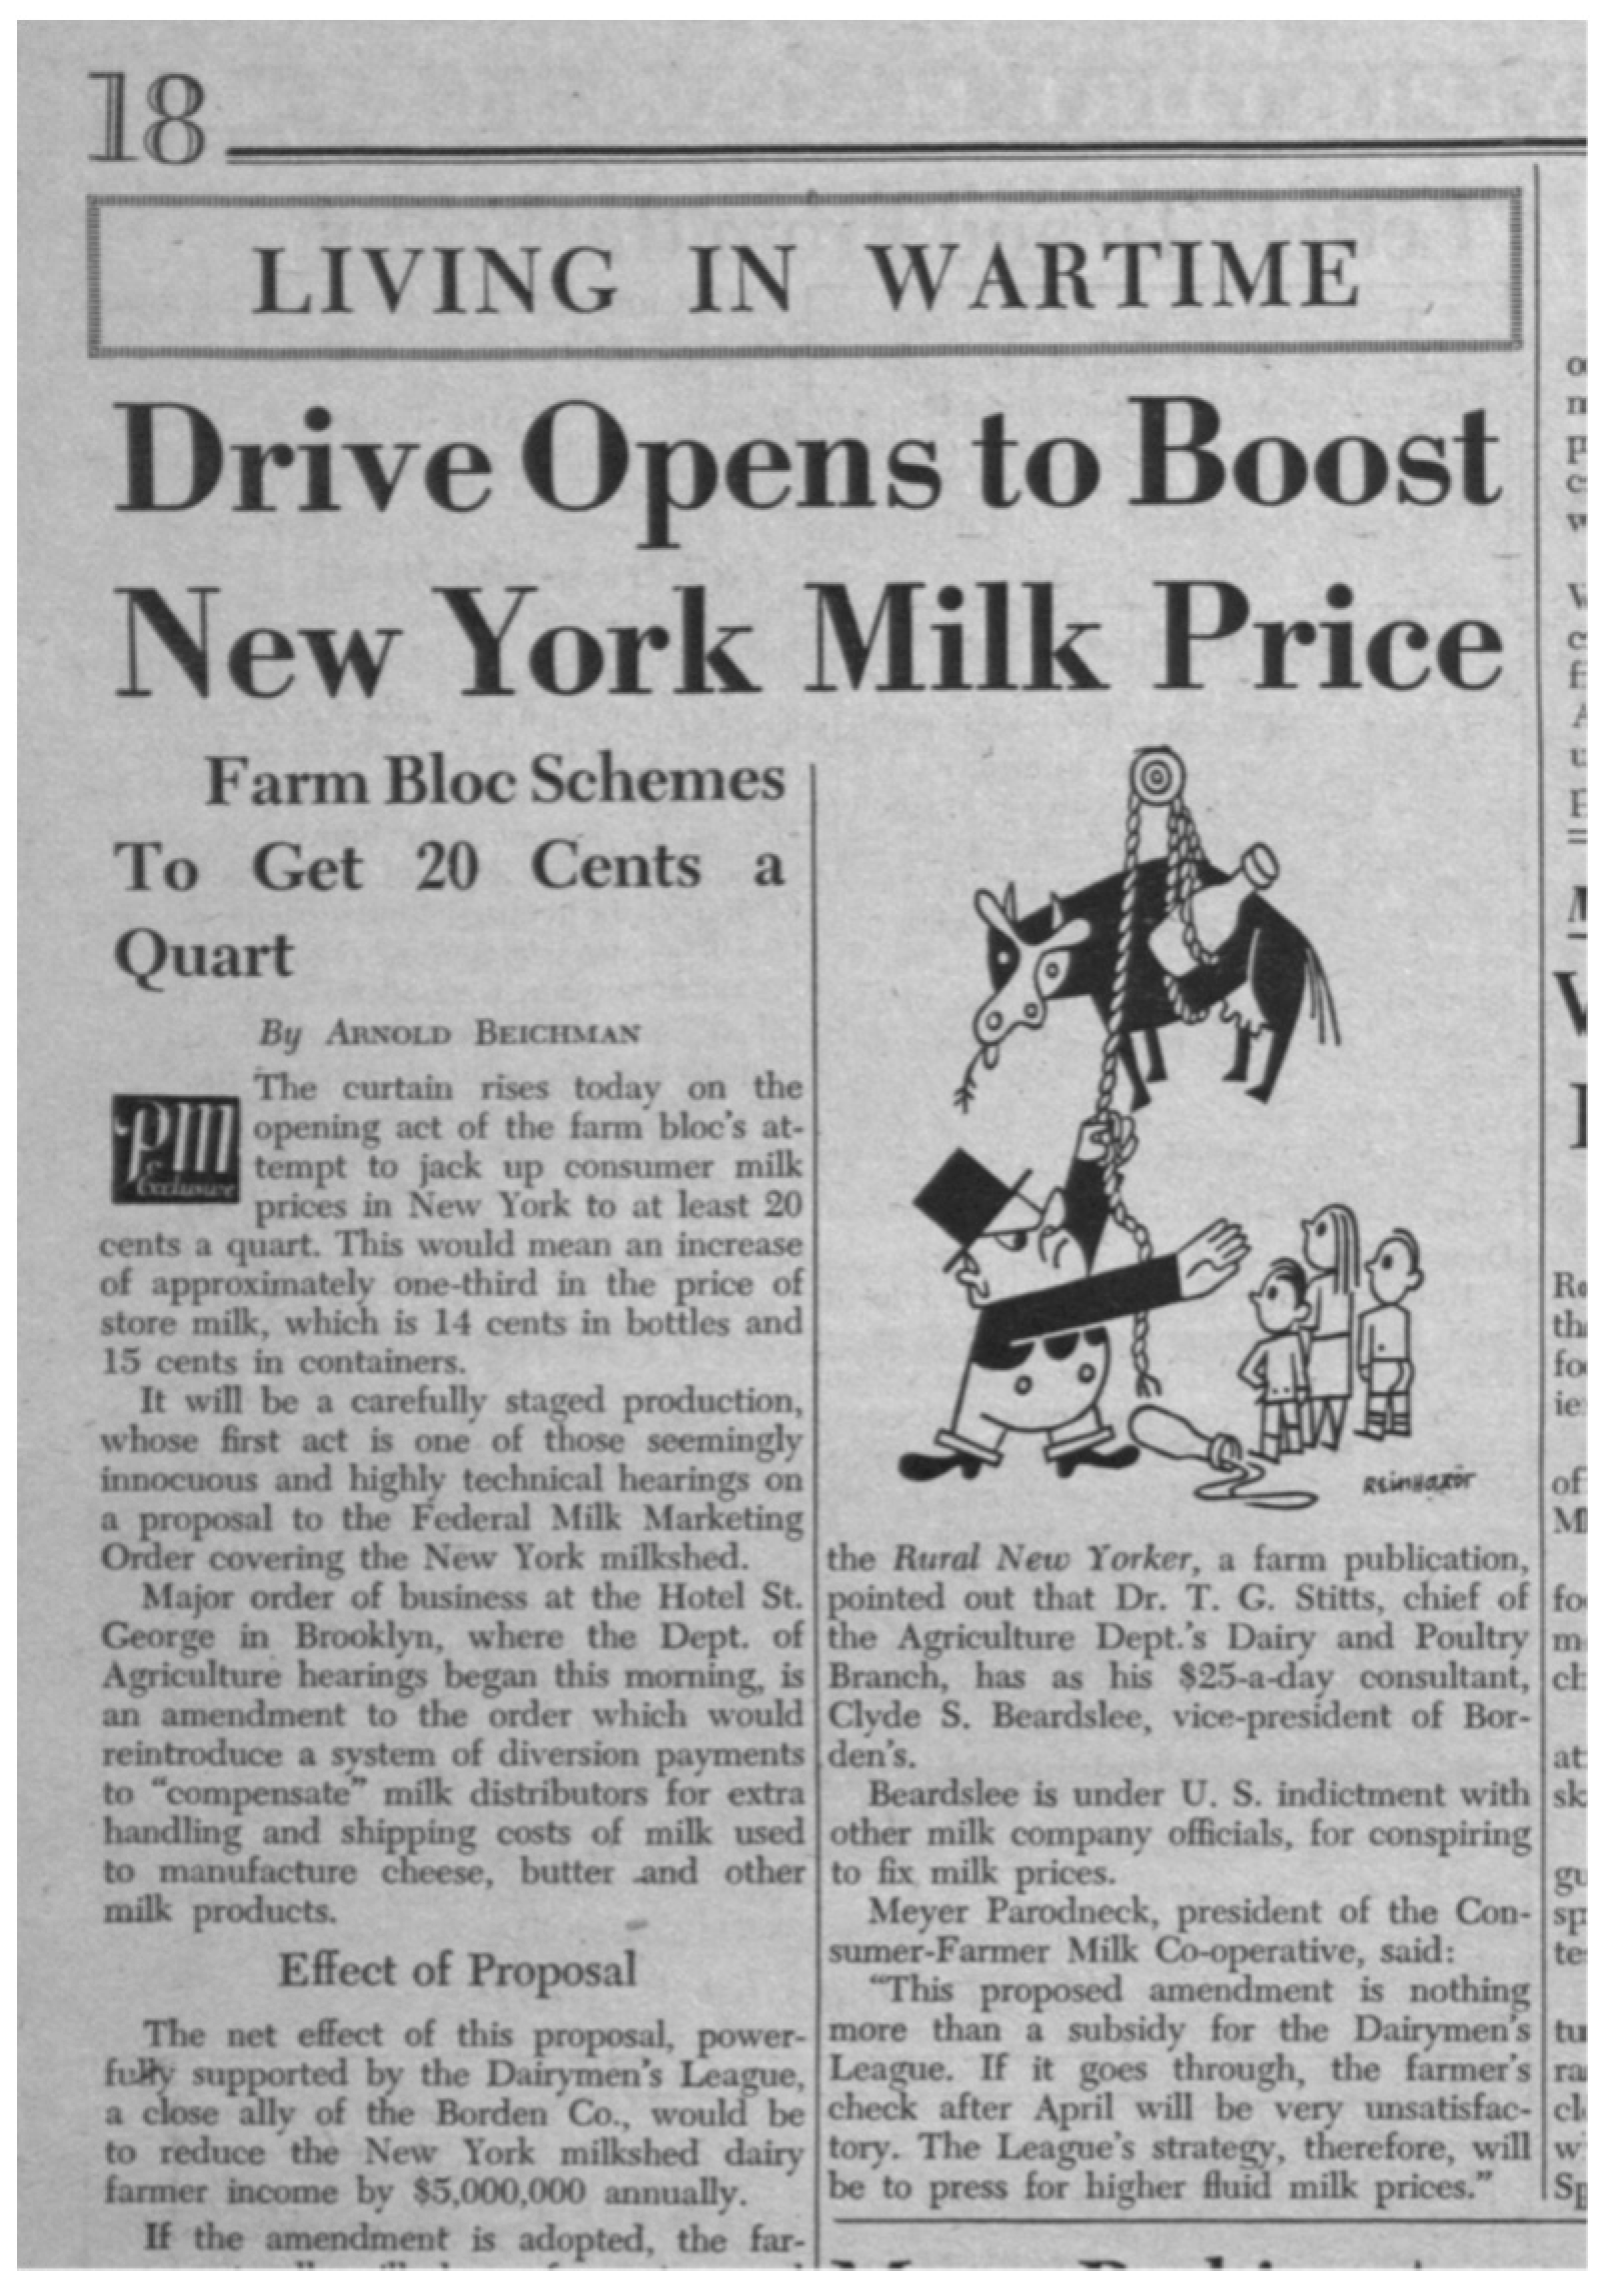 18
LIVING IN WARTIME
Drive Opens to Boost
New York Milk Price
Farm Bloc Schemes
To Get 20 Cents a
Quart
By ARNOLD BEICHMAN
PM
Exclusive
The curtain rises today on the
opening act of the farm bloc's at-
tempt to jack up consumer milk
prices in New York to at least 20
cents a quart. This would mean an increase
of approximately one-third in the price of
store milk, which is 14 cents in bottles and
15 cents in containers.
It will be a carefully staged production,
whose first act is one of those seemingly
innocuous and highly technical hearings on
a proposal to the Federal Milk Marketing
Order covering the New York milkshed.
Major order of business at the Hotel St.
George in Brooklyn, where the Dept. of
Agriculture hearings began this morning, is
an amendment to the order which would
reintroduce a system of diversion payments
to “compensate” milk distributors for extra
handling and shipping costs of milk used
to manufacture cheese, butter and other
milk products.
Effect of Proposal
The net effect of this proposal, power-
fully supported by the Dairymen's League,
a close ally of the Borden Co., would be
to reduce the New York milkshed dairy
farmer income by $5,000,000 annually.
If the amendment is adopted, the far-
REINHARDT
the Rural New Yorker, a farm publication,
pointed out that Dr. T. G. Stitts, chief of
the Agriculture Dept.'s Dairy and Poultry
Branch, has as his $25-a-day consultant,
Clyde S. Beardslee, vice-president of Bor-
den's.
Beardslee is under U. S. indictment with
other milk company officials, for conspiring
to fix milk prices.
Meyer Parodneck, president of the Con-
sumer-Farmer Milk Co-operative, said:
“This proposed amendment is nothing
more than a subsidy for the Dairymen's
League. If it goes through, the farmer's
check after April will be very unsatisfac-
tory. The League's strategy, therefore, will
be to press for higher fluid milk prices.”